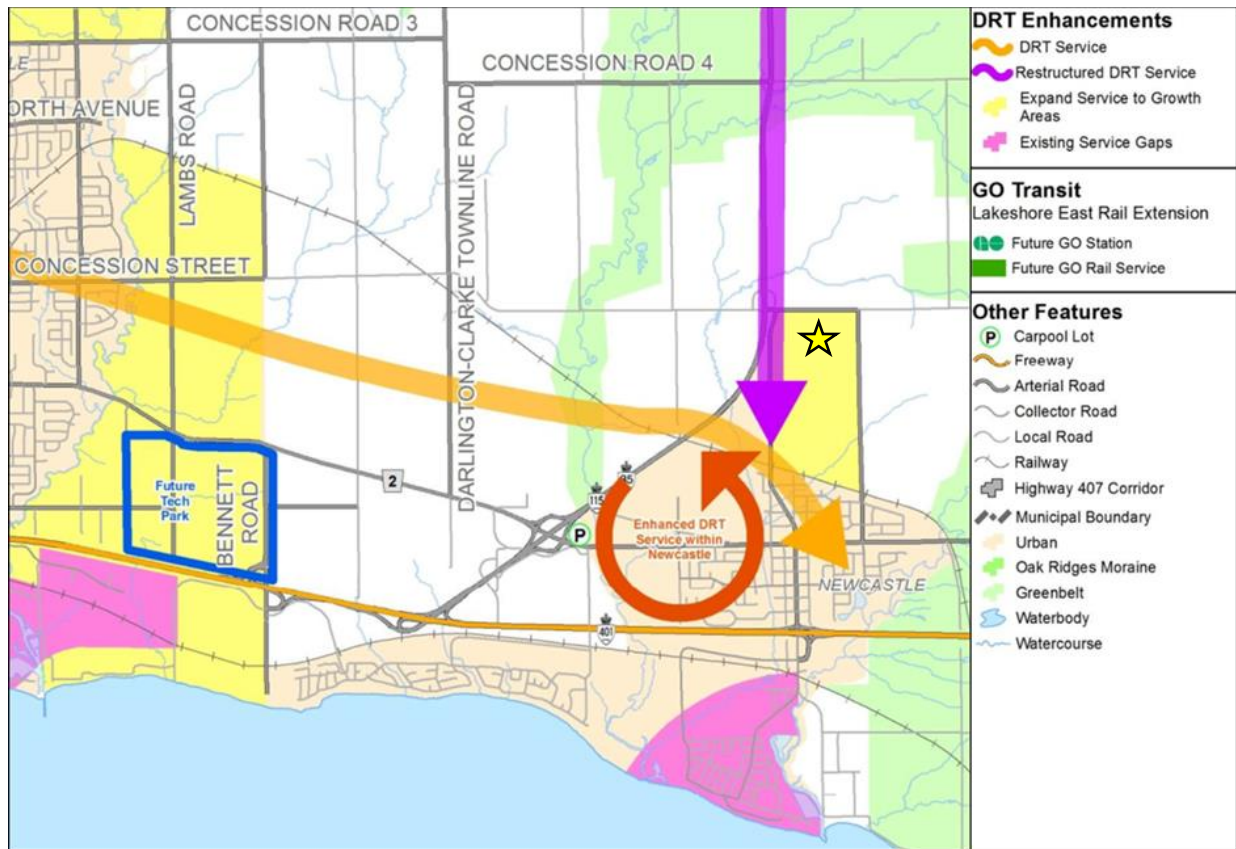 CONCESSION ROAD 3
CONCESSION ROAD 4
LE
ORTH AVENUE
LAMBS ROAD
DARLINGTON-CLARKE TOWNLINE ROAD
CONCESSION STREET
2
Future
Tech
Park
BENNETT
ROAD
35
115
P
Enhanced DRT
Service within
Newcastle
NEWCASTLE
401
DRT Enhancements
DRT Service
Restructured DRT Service
Expand Service to Growth
Areas
Existing Service Gaps
GO Transit
Lakeshore East Rail Extension
Future GO Station
Future GO Rail Service
Other Features
P Carpool Lot
Freeway
Arterial Road
Collector Road
Local Road
Railway
Highway 407 Corridor
Municipal Boundary
Urban
Oak Ridges Moraine
Greenbelt
Waterbody
Watercourse